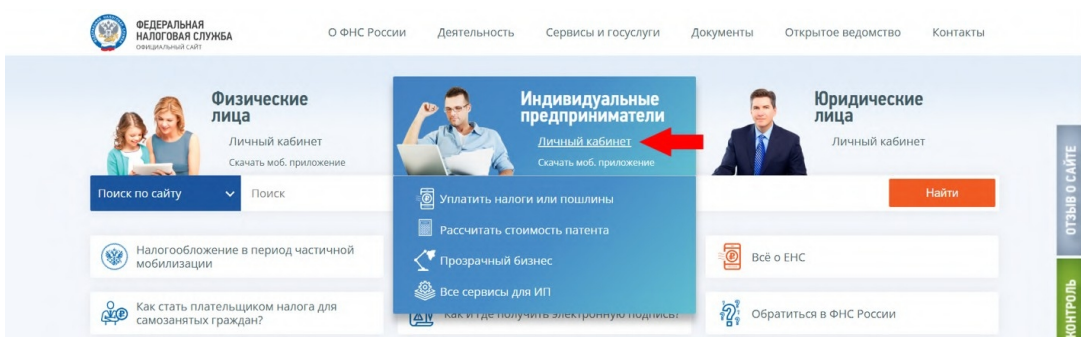 ФЕДЕРАЛЬНАЯ
НАЛОГОВАЯ СЛУЖБА
ОФИЦИАЛЬНЫЙ САЙТ
О ФНС России
Деятельность
Сервисы и госуслуги
Документы
Открытое ведомство
Контакты
Физические
лица
Личный кабинет
Скачать моб. приложение
Индивидуальные
предприниматели
Личный кабинет
Скачать моб. приложение
Юридические
лица
Личный кабинет
Поиск по сайту
Поиск
Найти
Уплатить налоги или пошлины
Рассчитать стоимость патента
Прозрачный бизнес
Все сервисы для ИП
Налогообложение в период частичной
мобилизации
Всё о ЕНС
Как стать плательщиком налога для
самозанятых граждан?
Как и где получить электронную подпись?
Обратиться в ФНС России
ОТЗЫВ О САЙТЕ
КОНТРОЛЬ